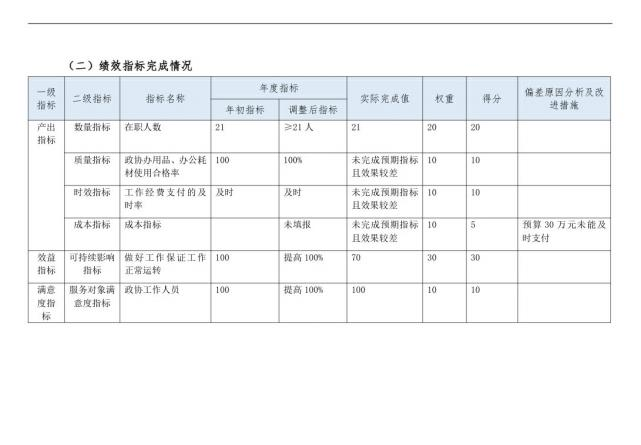 （二）绩效指标完成情况
一级指标 二级指标 指标名称 年度指标 实际完成值 权重 得分 偏差原因分析及改进措施
年初指标 调整后指标
产出指标 数量指标 在职人数 21 ≥21 人 21 20 20
质量指标 政协办用品、办公耗材使用合格率 100 100% 未完成预期指标且效果较差 10 10
时效指标 工作经费支付的及时率 及时 及时 未完成预期指标且效果较差 10 10
成本指标 成本指标 未填报 未完成预期指标且效果较差 10 5 预算 30 万元未能及时支付
效益指标 可持续影响指标 做好工作保证工作正常运转 100 提高 100% 70 30 30
满意度指标 服务对象满意度指标 政协工作人员 100 提高 100% 100 10 10